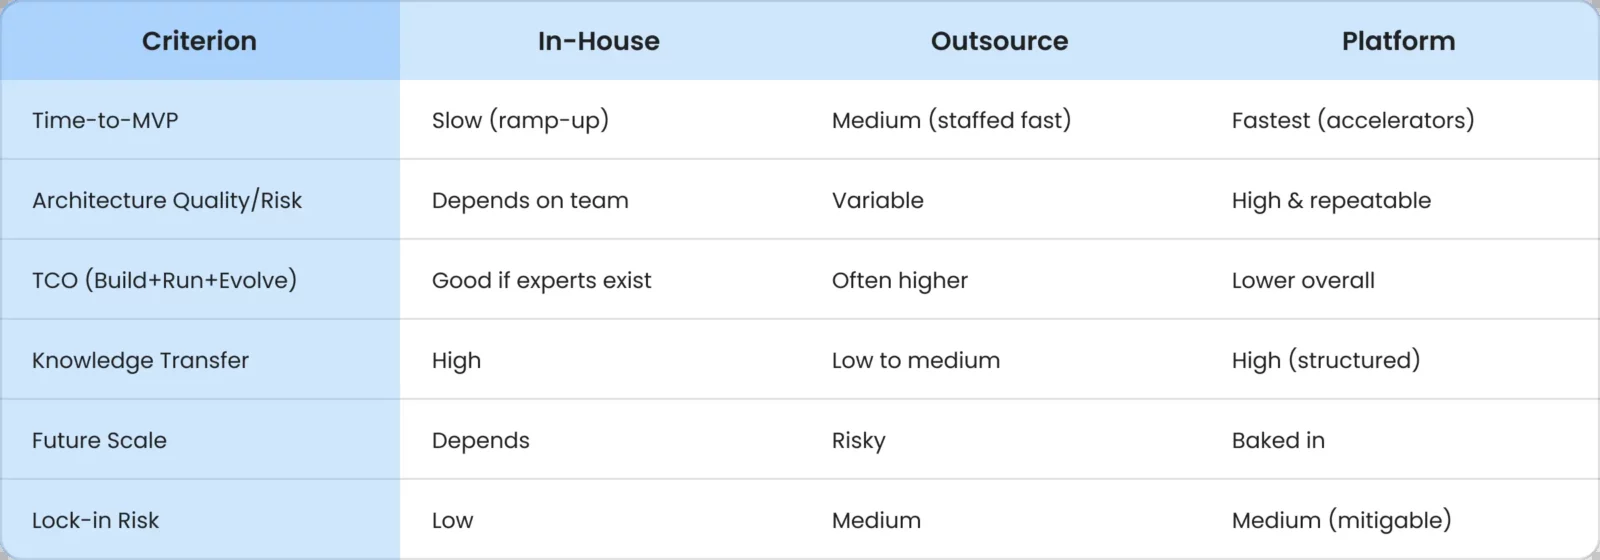 Criterion In-House Outsource Platform
Time-to-MVP Slow (ramp-up) Medium (staffed fast) Fastest (accelerators)
Architecture Quality/Risk Depends on team Variable High & repeatable
TCO (Build+Run+Evolve) Good if experts exist Often higher Lower overall
Knowledge Transfer High Low to medium High (structured)
Future Scale Depends Risky Baked in
Lock-in Risk Low Medium Medium (mitigable)